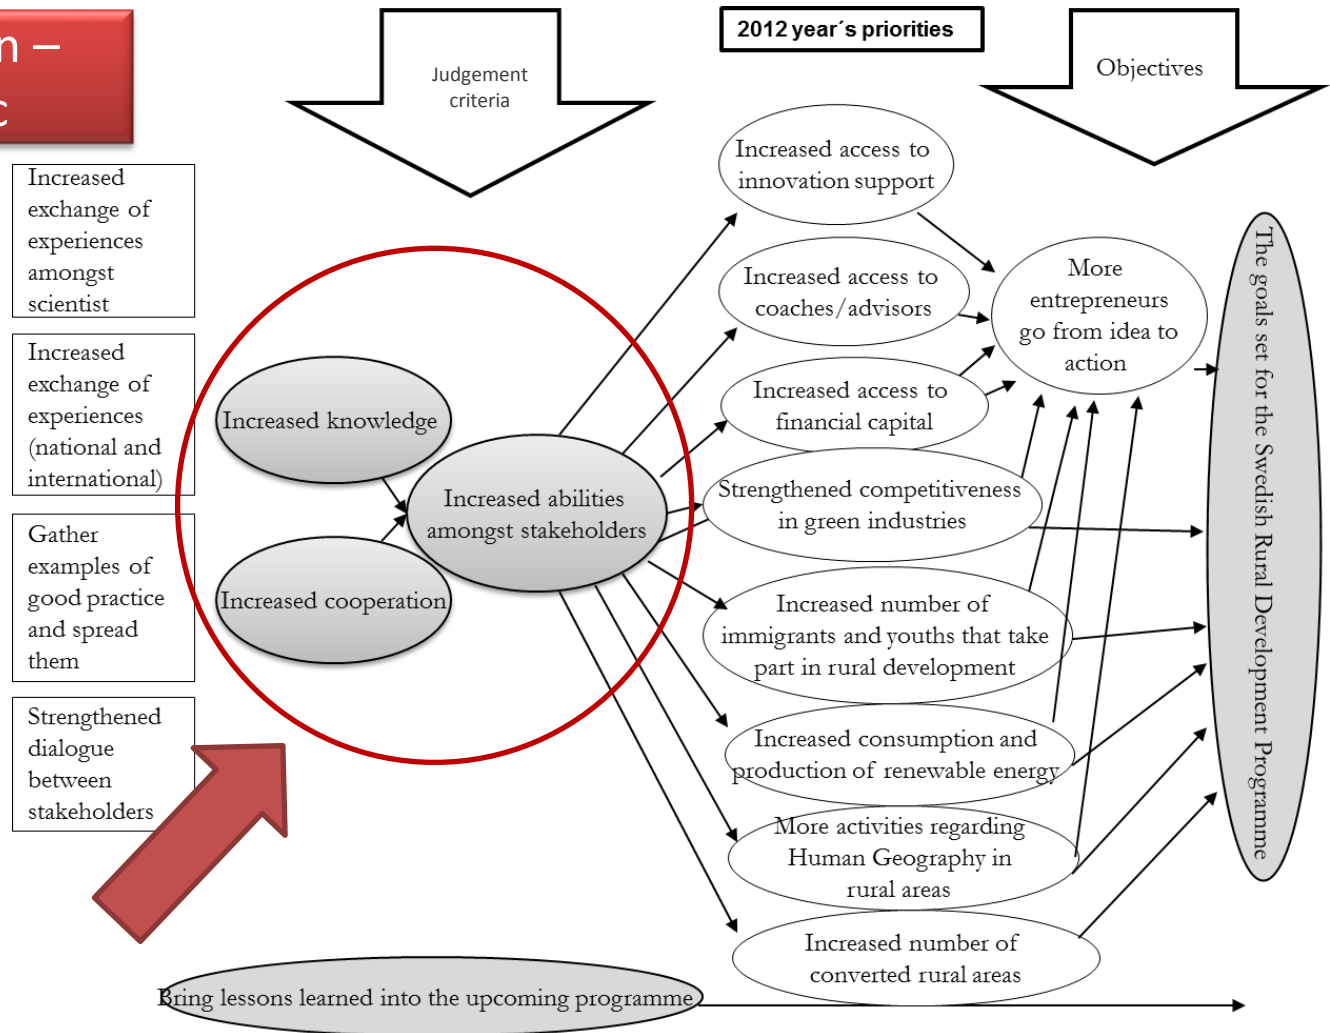 n –
c
Judgement
criteria
2012 year´s priorities
Objectives
Increased
exchange of
experiences
amongst
scientist
Increased
exchange of
experiences
(national and
international)
Gather
examples of
good practice
and spread
them
Strengthened
dialogue
between
stakeholders
Increased knowledge
Increased cooperation
Increased abilities
amongst stakeholders
Increased access to
innovation support
Increased access to
coaches/advisors
Increased access to
financial capital
Strengthened competitiveness
in green industries
Increased number of
immigrants and youths that take
part in rural development
Increased consumption and
production of renewable energy
More activities regarding
Human Geography in
rural areas
Increased number of
converted rural areas
More
entrepreneurs
go from idea to
action
The goals set for the Swedish Rural Development Programme
Bring lessons learned into the upcoming programme